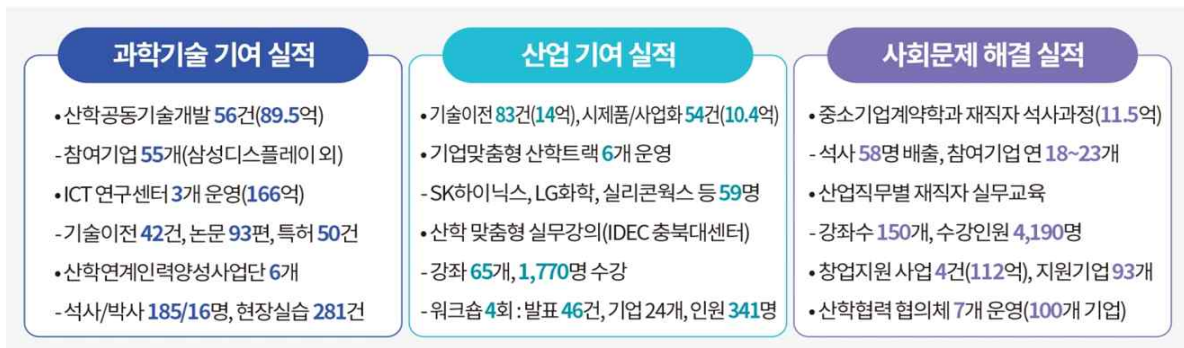 과학기술 기여 실적
• 산학공동기술개발 56건(89.5억)
- 참여기업 55개(삼성디스플레이 외)
• ICT 연구센터 3개 운영(166억)
- 기술이전 42건, 논문 93편, 특허 50건
• 산학연계인력양성사업단 6개
- 석사/박사 185/16명, 현장실습 281건
산업 기여 실적
• 기술이전 83건(14억), 시제품/사업화 54건(10.4억)
• 기업맞춤형 산학트랙 6개 운영
- SK하이닉스, LG화학, 실리콘웍스 등 59명
• 산학 맞춤형 실무강의(IDEC 충북대센터)
- 강좌 65개, 1,770명 수강
- 워크숍 4회 : 발표 46건, 기업 24개, 인원 341명
사회문제 해결 실적
• 중소기업계약학과 재직자 석사과정(11.5억)
- 석사 58명 배출, 참여기업 연 18~23개
• 산업직무별 재직자 실무교육
- 강좌수 150개, 수강인원 4,190명
• 창업지원 사업 4건(112억), 지원기업 93개
• 산학협력 협의체 7개 운영(100개 기업)